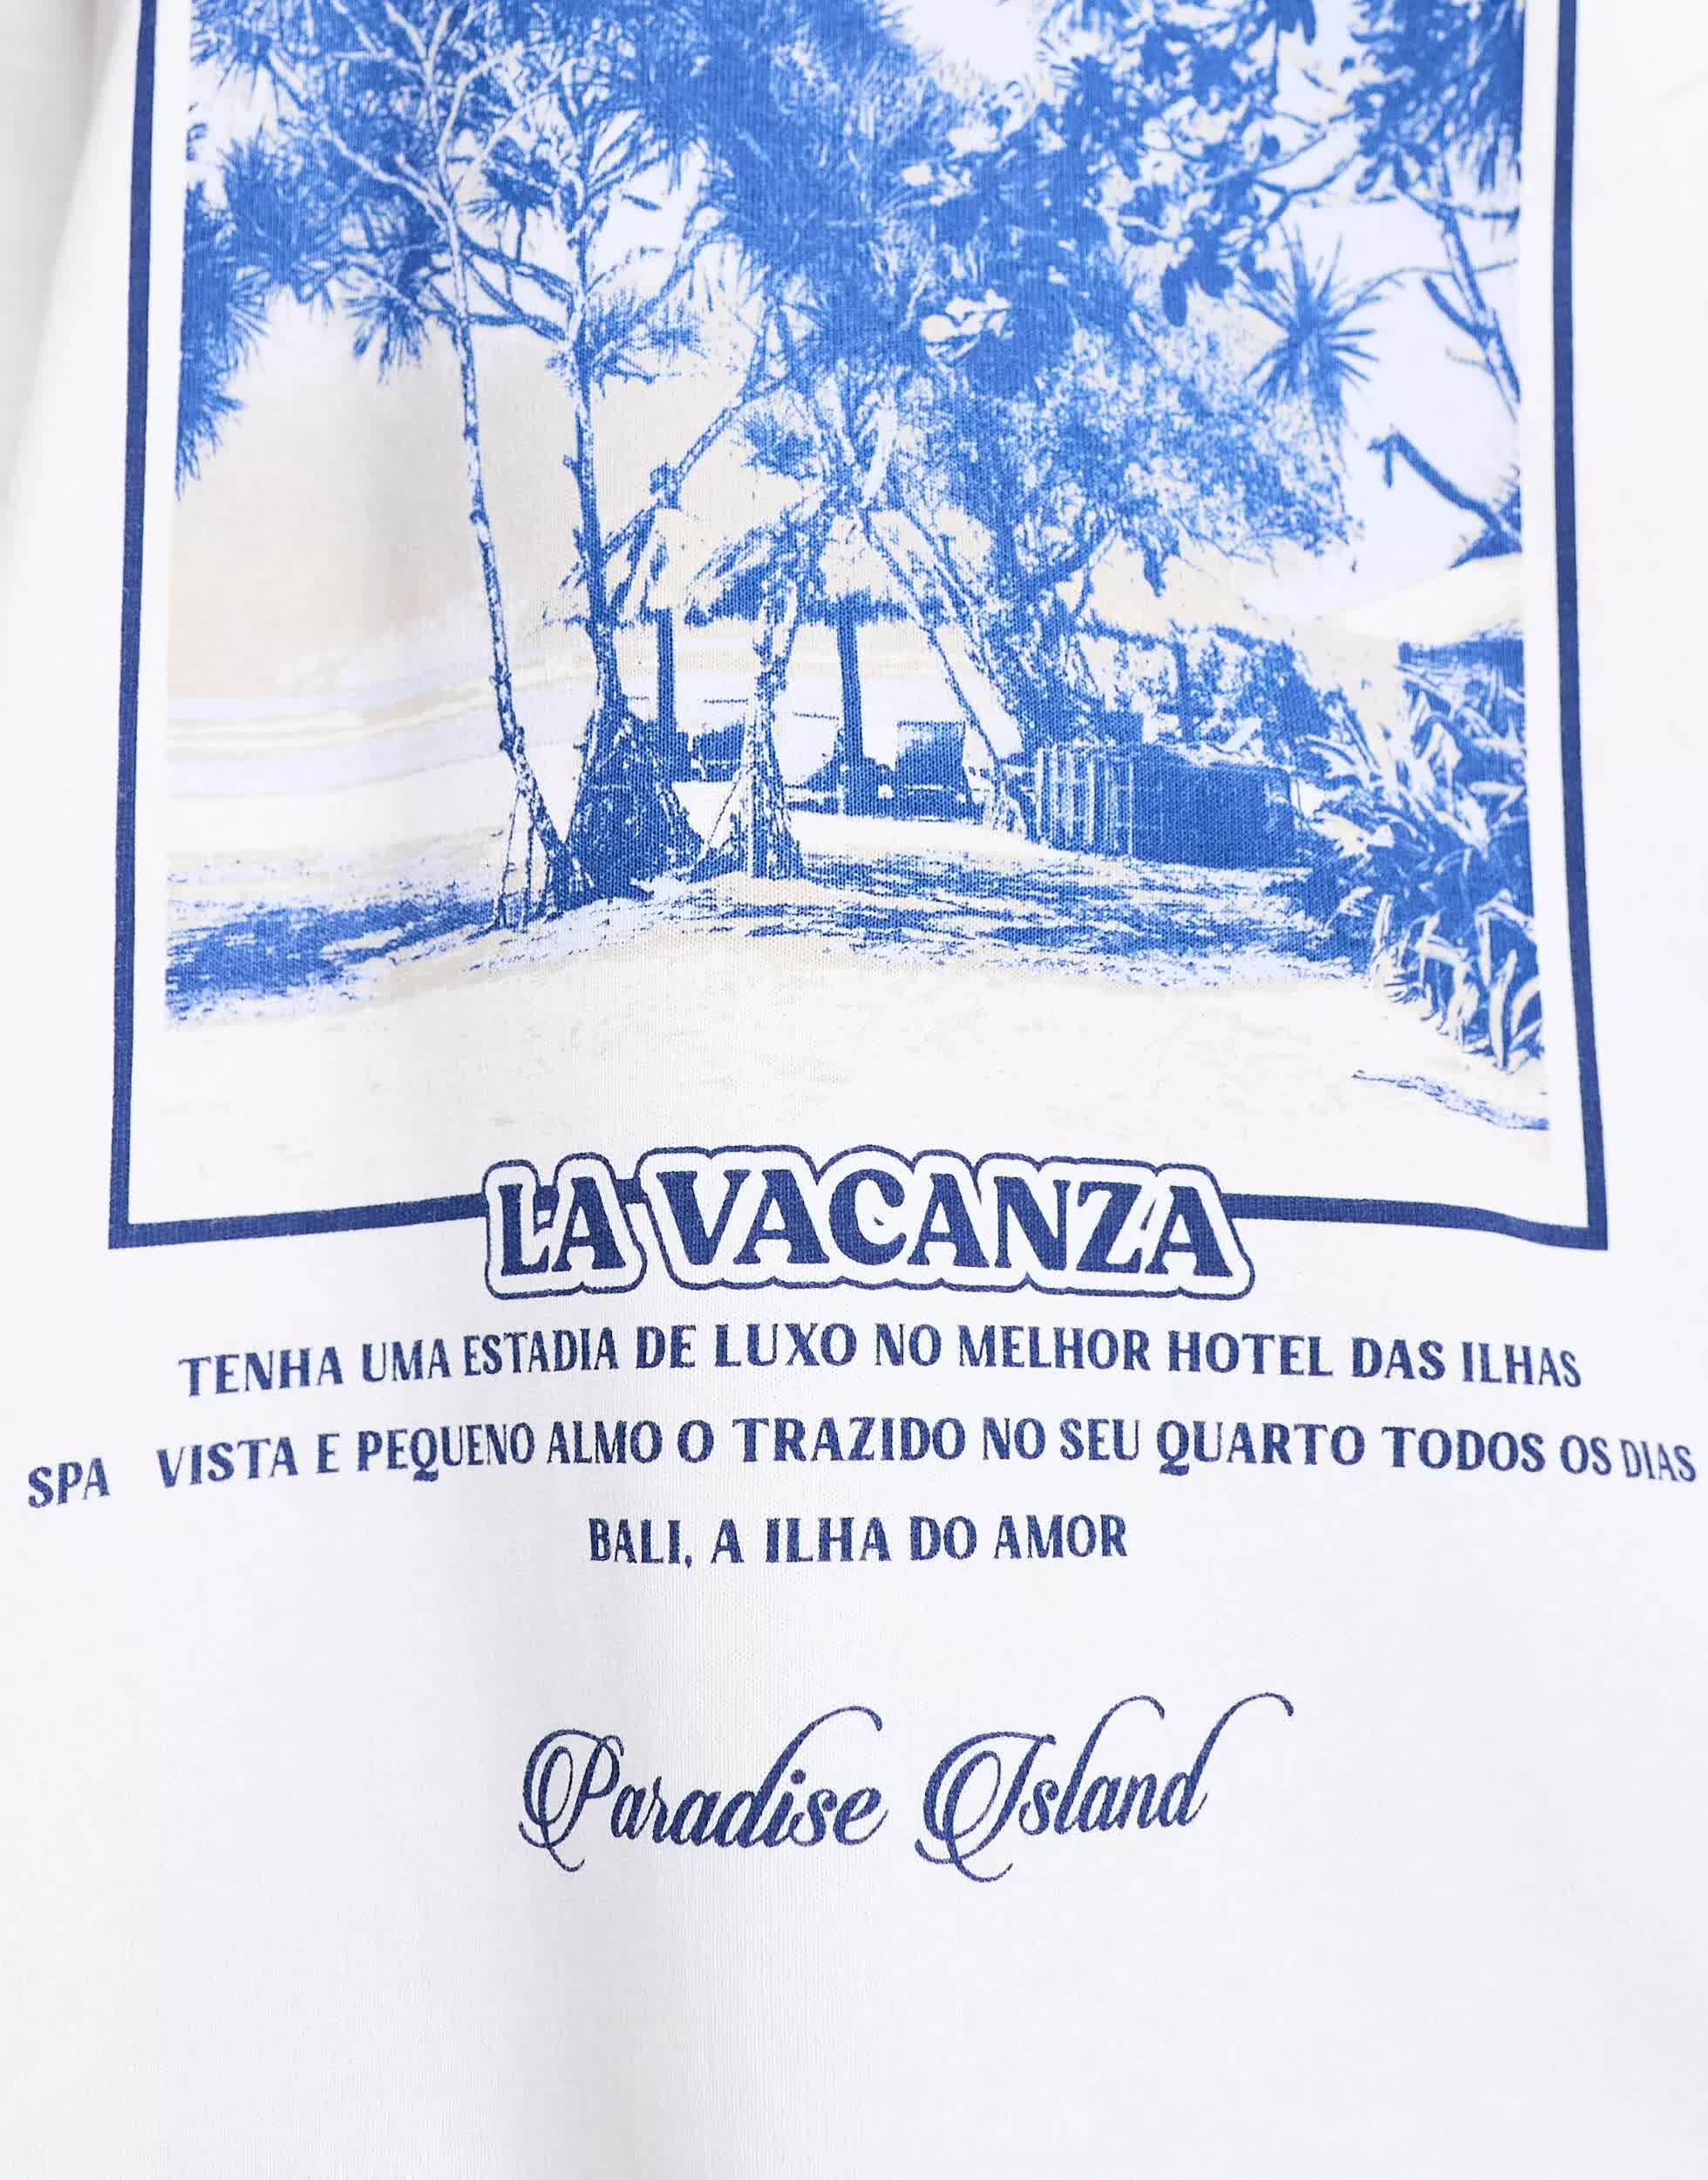 LA VACANZA
TENHA UMA ESTADIA DE LUXO NO MELHOR HOTEL DAS ILHAS
SPA VISTA E PEQUENO ALMO O TRAZIDO NO SEU QUARTO TODOS OS DIAS
BALI, A ILHA DO AMOR
Paradise Island